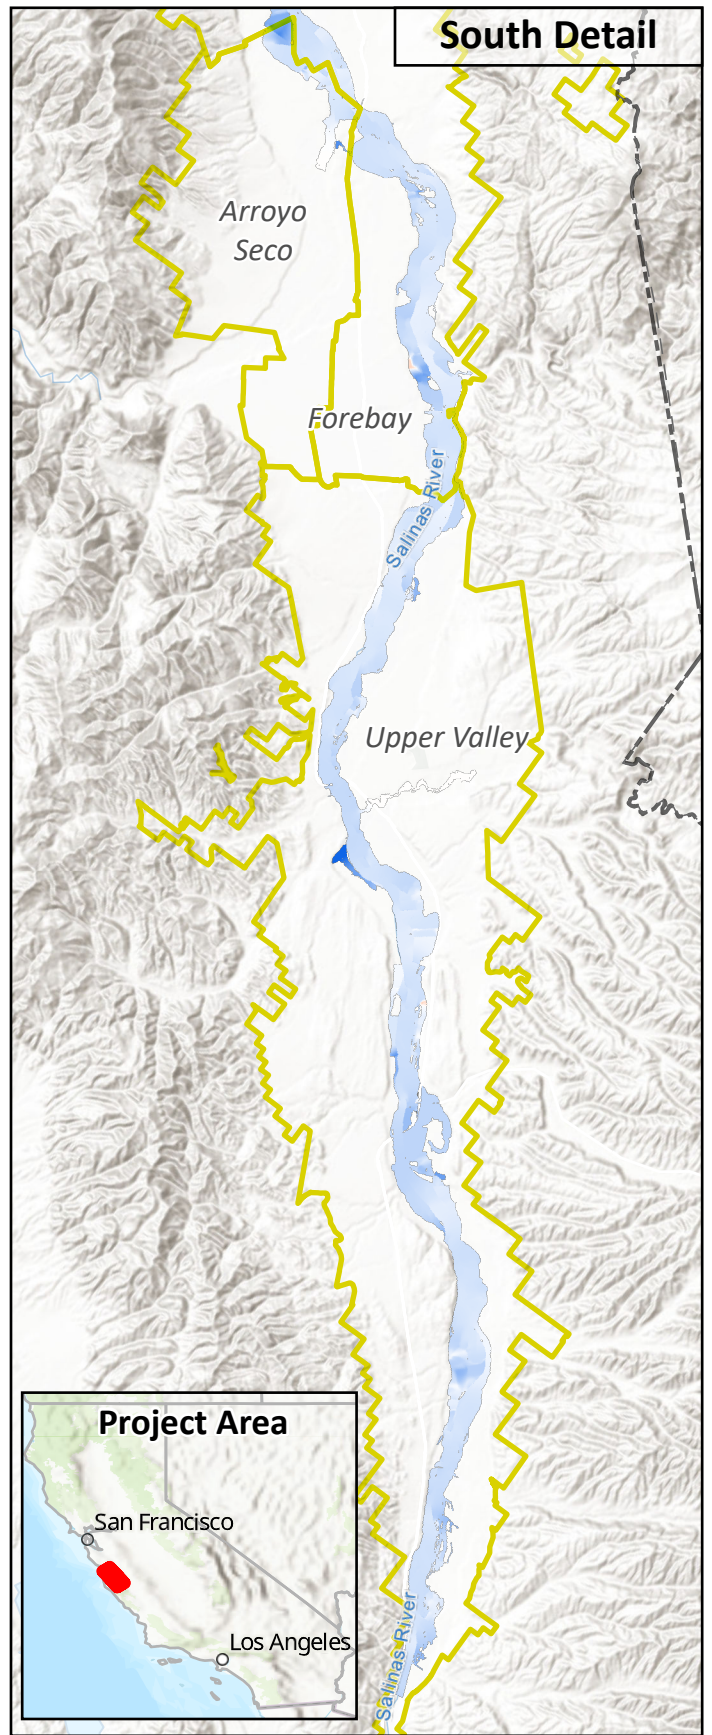 South Detail
Arroyo
Seco
Forebay
Salinas River
Upper Valley
Project Area
San Francisco
Los Angeles
Salinas River